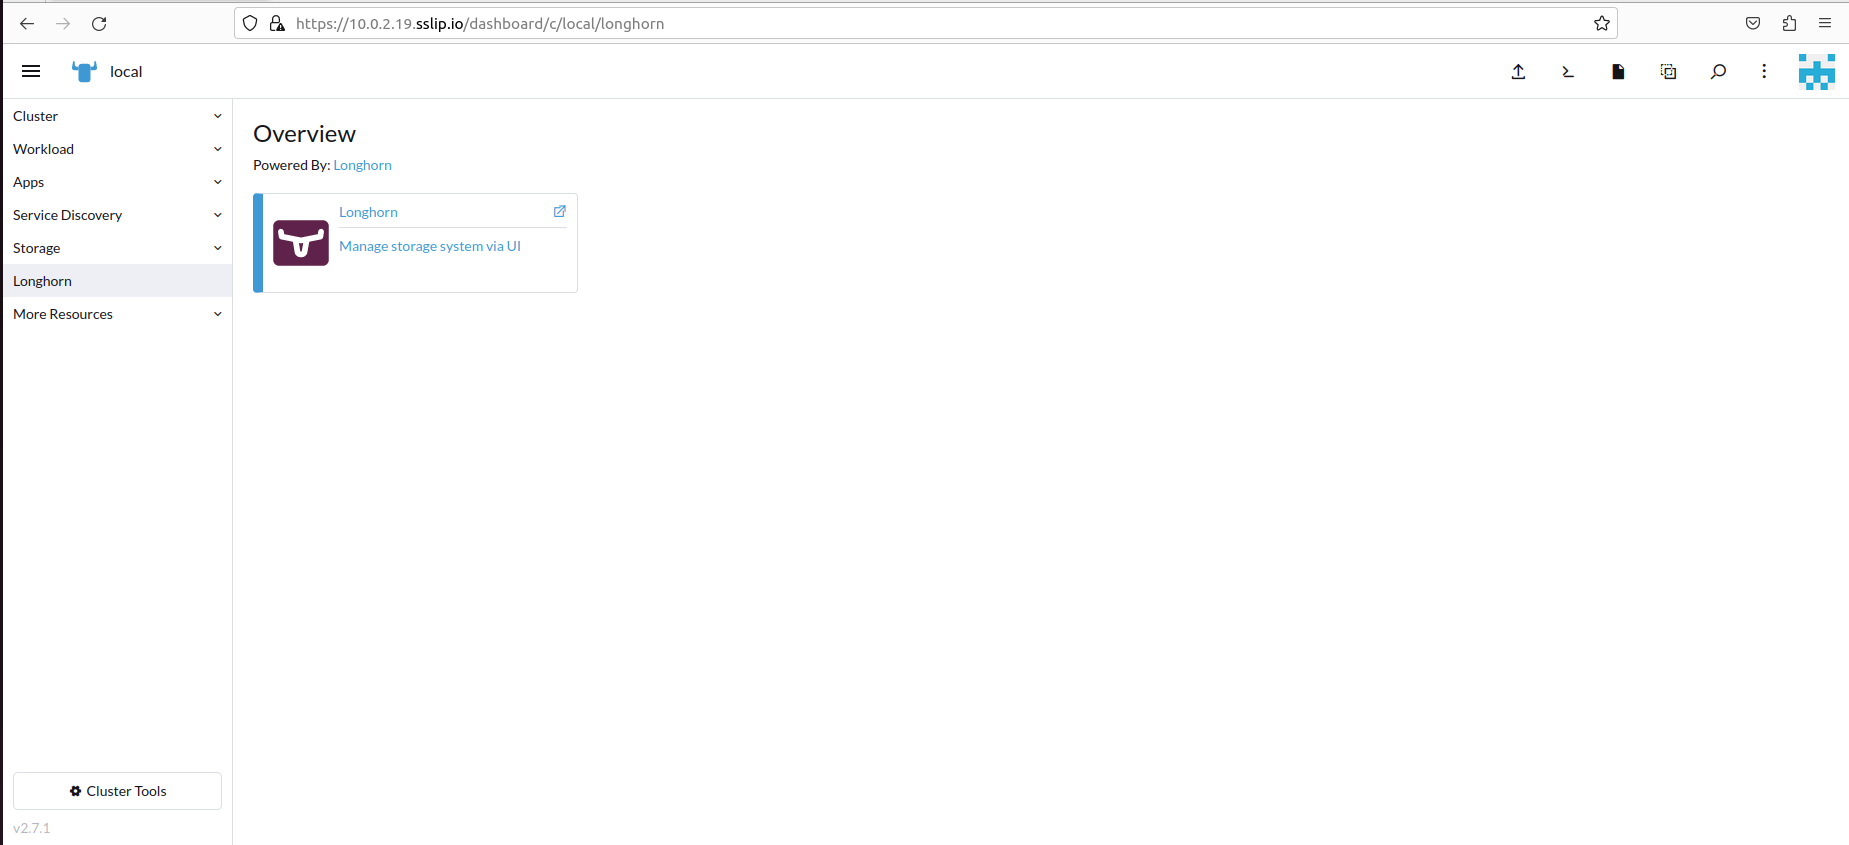 https://10.0.2.19.sslip.io/dashboard/c/local/longhorn
local
Cluster
Workload
Apps
Service Discovery
Storage
Longhorn
More Resources
Overview
Powered By: Longhorn
Longhorn
Manage storage system via UI
Cluster Tools
v2.7.1